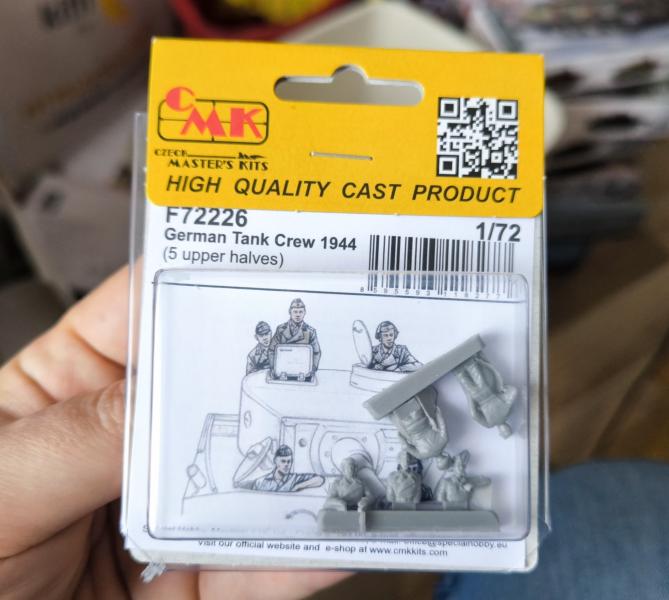 CMK
CZECH
MASTER'S KITS
HIGH QUALITY CAST PRODUCT
F72226
1/72
German Tank Crew 1944
(5 upper halves)
visit our official website and e-shop at www.cmkkits.com